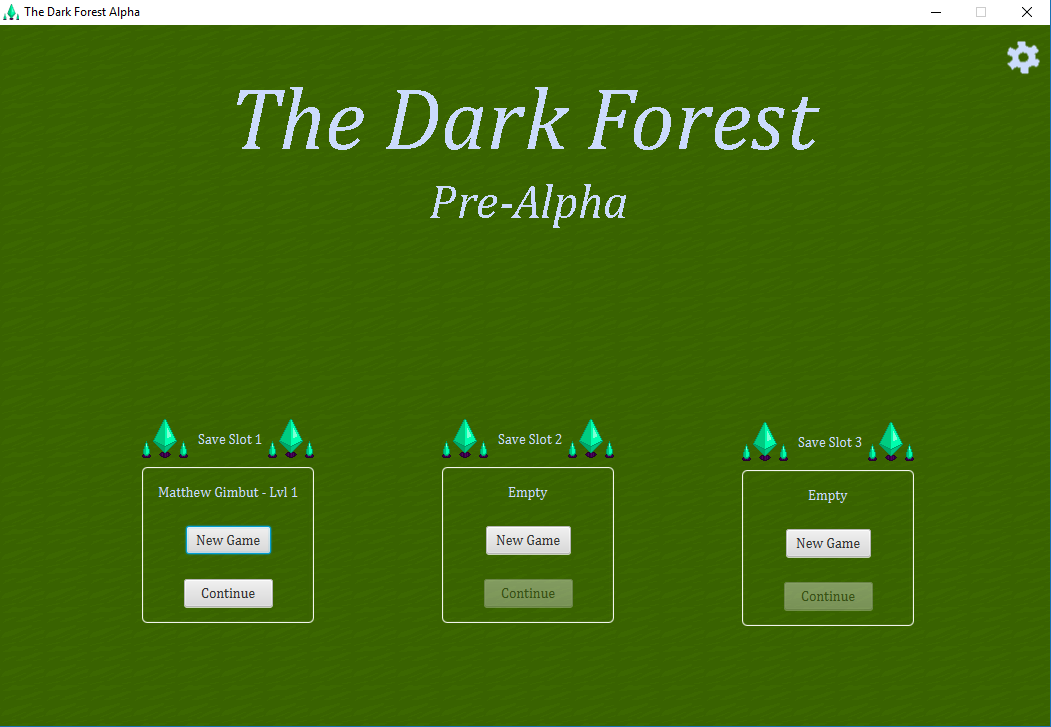 The Dark Forest Alpha
The Dark Forest
Pre-Alpha
Save Slot 1
Matthew Gimbut - Lvl 1
New Game
Continue
Save Slot 2
Empty
New Game
Continue
Save Slot 3
Empty
New Game
Continue